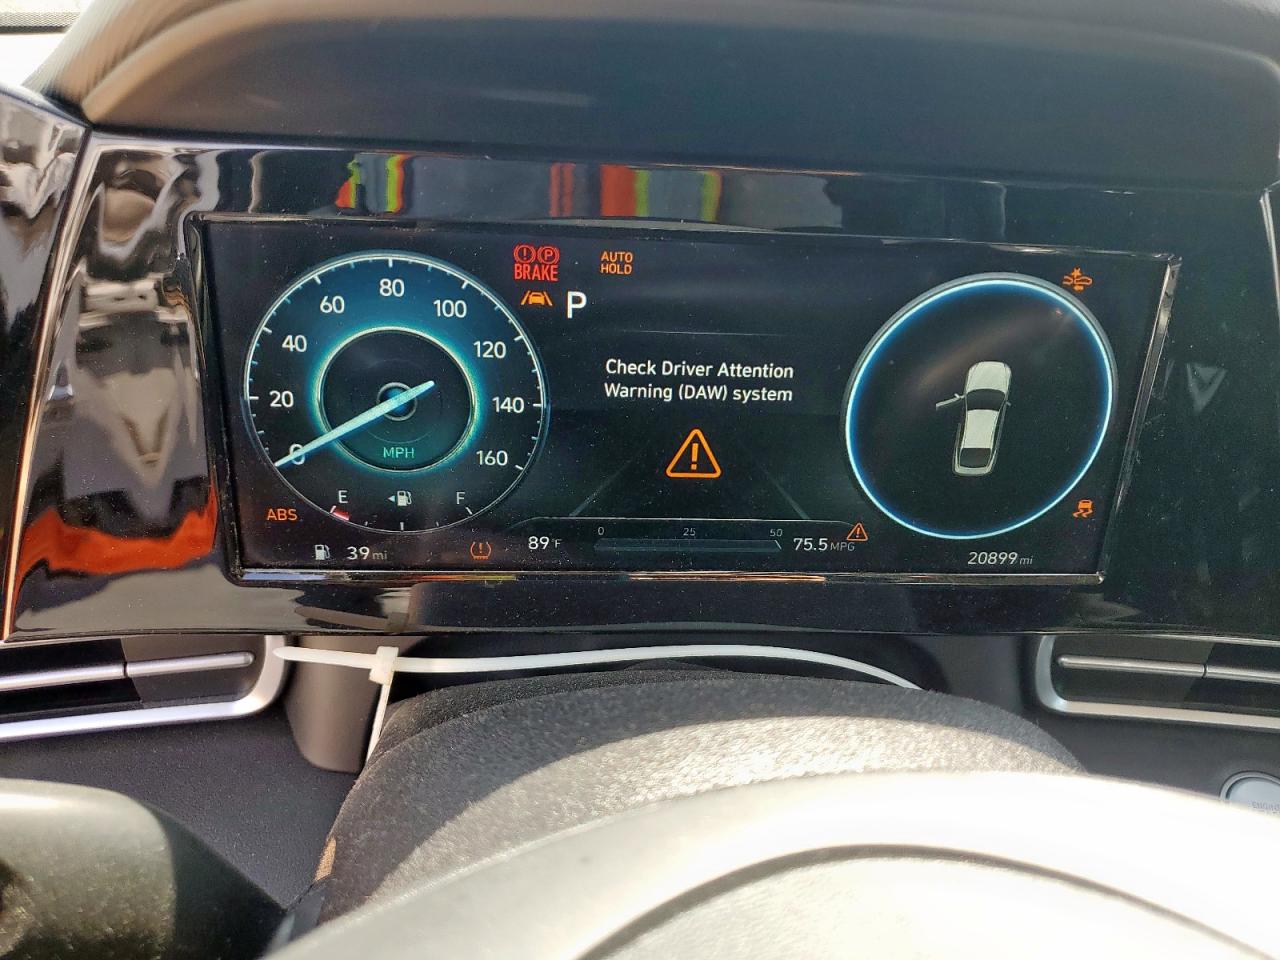 BRAKE
AUTO
HOLD
P
0
20
40
60
80
100
120
140
160
MPH
Check Driver Attention
Warning (DAW) system
E
F
ABS
39 mi
89°F
0 25 50
75.5 MPG
20899 mi